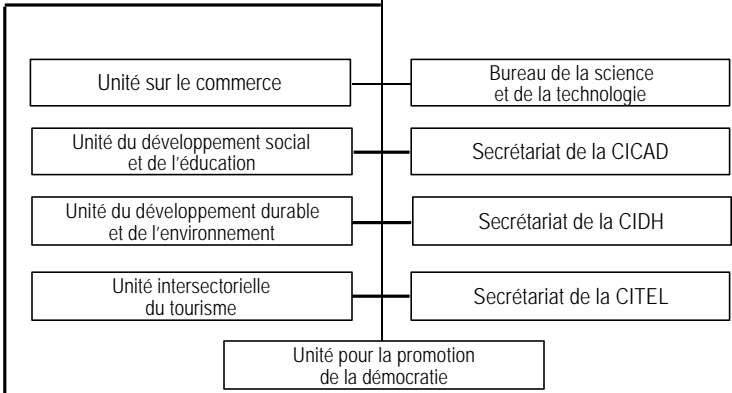 Unité sur le commerce
Bureau de la science
et de la technologie
Unité du développement social
et de l'éducation
Secrétariat de la CICAD
Unité du développement durable
et de l'environnement
Secrétariat de la CIDH
Unité intersectorielle
du tourisme
Secrétariat de la CITEL
Unité pour la promotion
de la démocratie